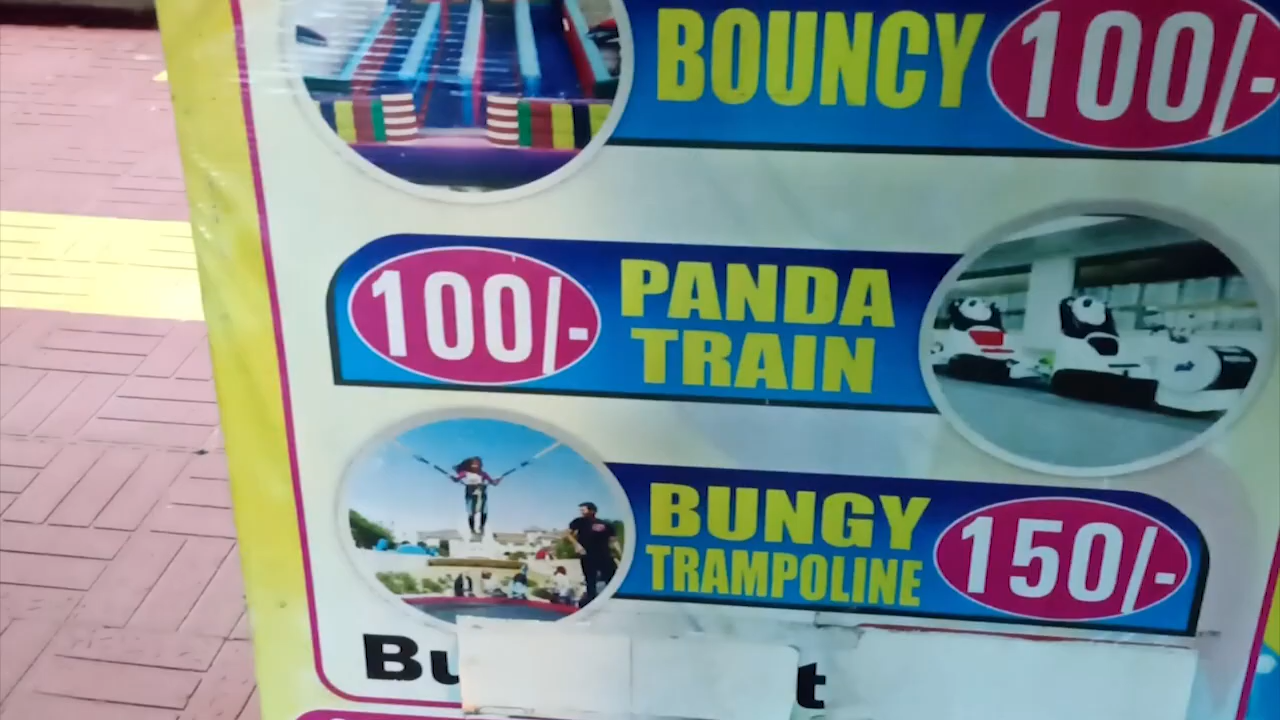 BOUNCY 100/-
100/- PANDA
TRAIN
BUNGY
TRAMPOLINE 150/-